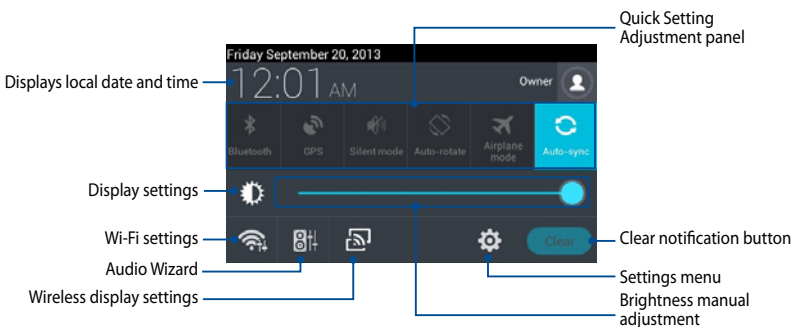 Quick Setting
Adjustment panel
Friday September 20, 2013
Displays local date and time
12:01 AM
Owner
Bluetooth
GPS
Silent mode
Auto-rotate
Airplane
mode
Auto-sync
Display settings
Wi-Fi settings
Clear
Clear notification button
Audio Wizard
Settings menu
Wireless display settings
Brightness manual
adjustment